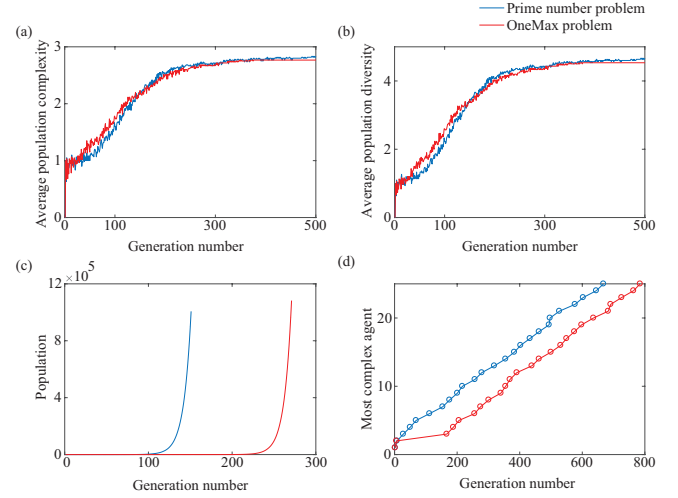 Prime number problem
OneMax problem
(a)
(b)
Average population complexity
3
2
1
0
0
100
300
500
Generation number
Average population diversity
4
2
0
0
100
300
500
Generation number
(c)
(d)
×10⁵
Population
12
8
4
0
0
100
200
300
Generation number
Most complex agent
20
10
0
0
200
400
600
800
Generation number